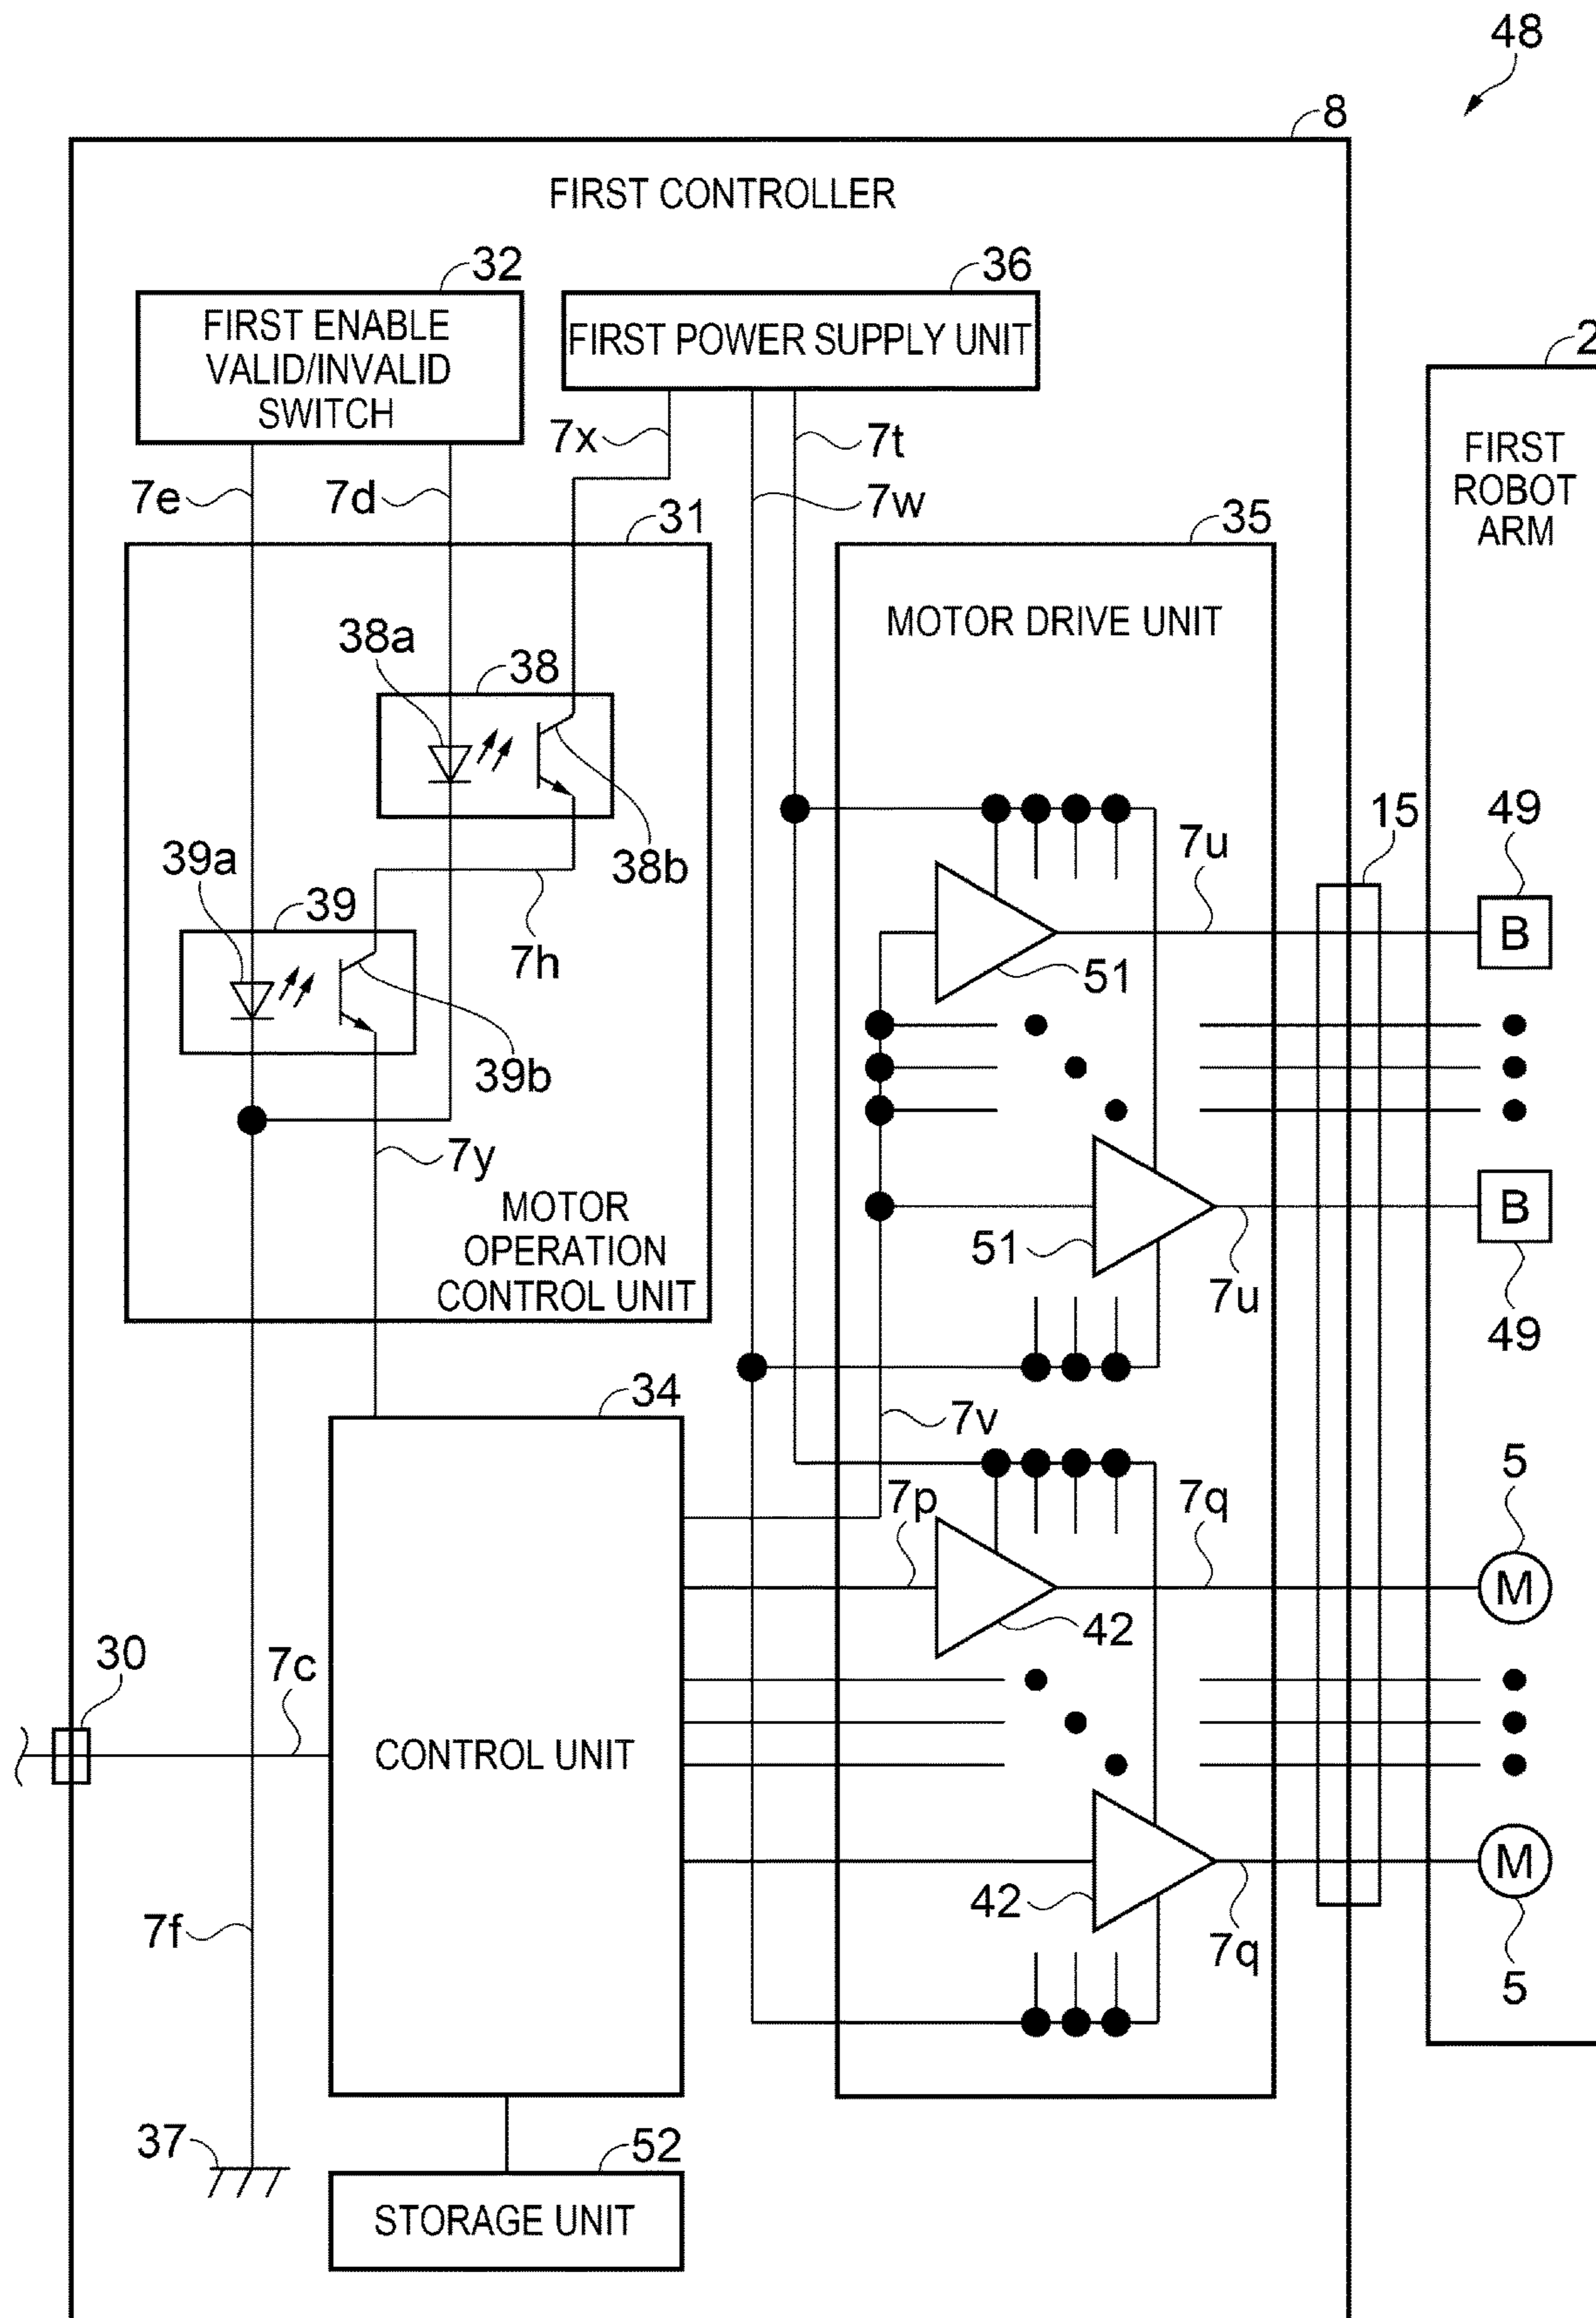 48
8
FIRST CONTROLLER
32
36
FIRST ENABLE
VALID/INVALID
SWITCH
FIRST POWER SUPPLY UNIT
2
7e
7d
7x
7t
7w
FIRST
ROBOT
ARM
31
35
MOTOR DRIVE UNIT
38a
38
38b
15
49
39a
39
7h
7u
B
51
39b
7y
MOTOR
OPERATION
CONTROL UNIT
51
7u
B
49
34
7v
7p
7q
5
M
42
30
7c
CONTROL UNIT
42
7q
M
5
7f
37
52
STORAGE UNIT